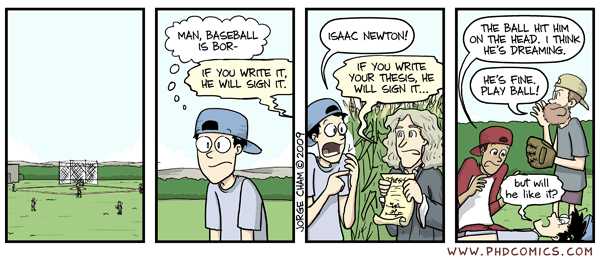 MAN, BASEBALL
IS BOR-
IF YOU WRITE IT,
HE WILL SIGN IT.
ISAAC NEWTON!
IF YOU WRITE
YOUR THESIS, HE
WILL SIGN IT...
JORGE CHAM © 2009
THE BALL HIT HIM
ON THE HEAD. I THINK
HE'S DREAMING.
HE'S FINE,
PLAY BALL!
but will
he like it?
WWW.PHDCOMICS.COM